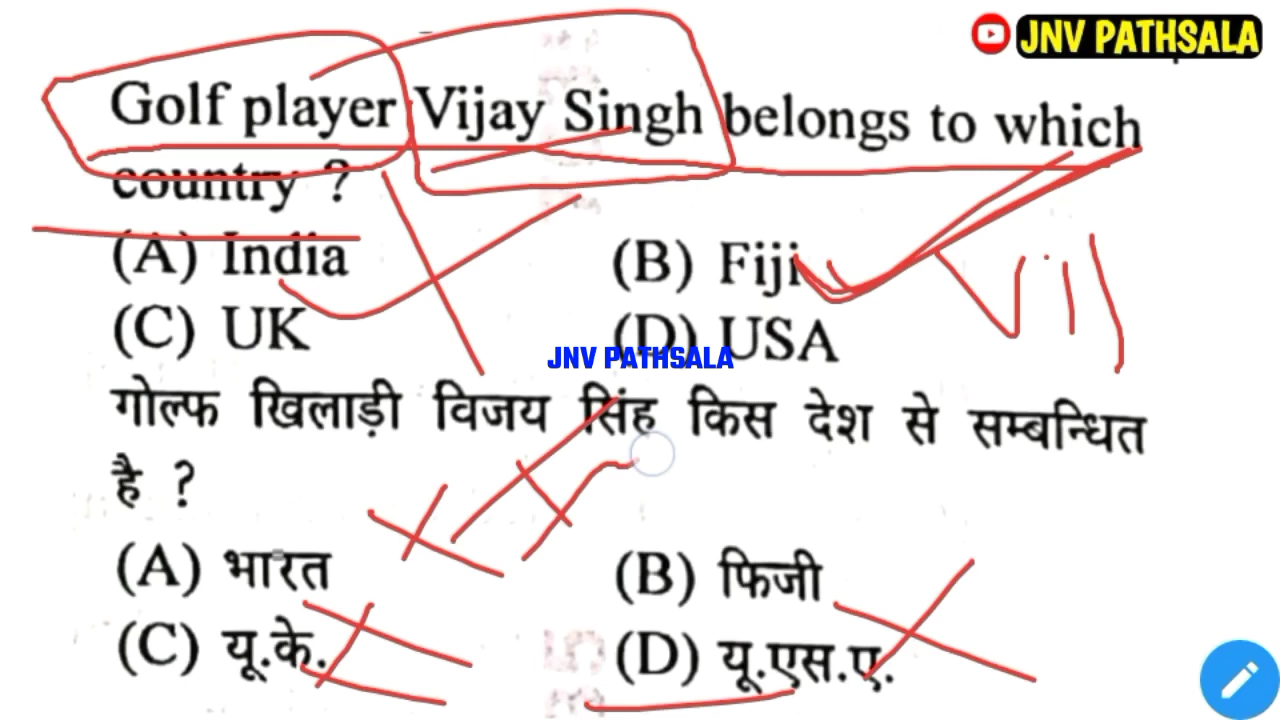 JNV PATHSALA
Golf player Vijay Singh belongs to which
country ?
(A) India (B) Fiji
(C) UK (D) USA
JNV PATHSALA
गोल्फ खिलाड़ी विजय सिंह किस देश से सम्बन्धित
है ?
(A) भारत (B) फिजी
(C) यू.के. (D) यू.एस.ए.